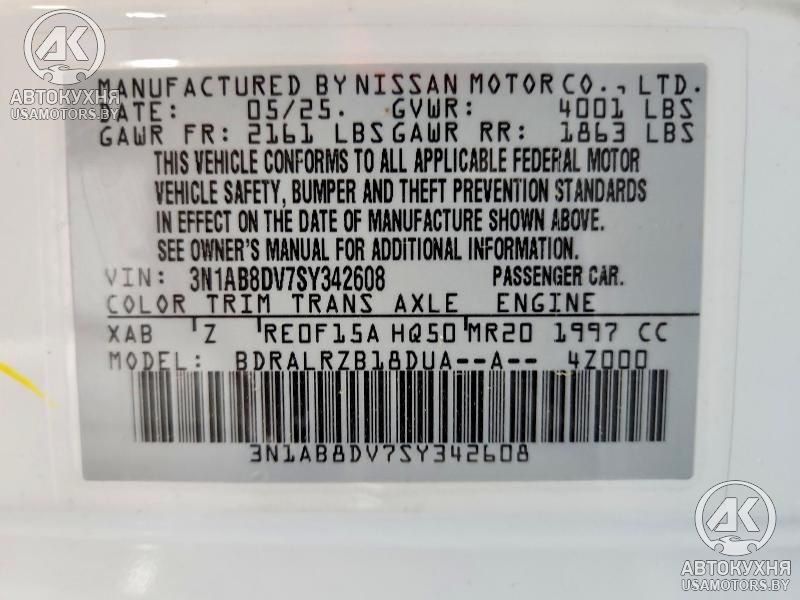 АК
АВТОКУХНЯ
USAMOTORS.BY
MANUFACTURED BY NISSAN MOTOR CO., LTD.
DATE: 05/25. GVWR: 4001 LBS
GAWR FR: 2161 LBS GAWR RR: 1863 LBS
THIS VEHICLE CONFORMS TO ALL APPLICABLE FEDERAL MOTOR
VEHICLE SAFETY, BUMPER AND THEFT PREVENTION STANDARDS
IN EFFECT ON THE DATE OF MANUFACTURE SHOWN ABOVE.
SEE OWNER'S MANUAL FOR ADDITIONAL INFORMATION.
VIN: 3N1AB8DV7SY342608 PASSENGER CAR.
COLOR TRIM TRANS AXLE ENGINE
XAB Z RE0F15A HQ50 MR20 1997 CC
MODEL: BDRALRZB18DUA--A-- 4Z000
3N1AB8DV7SY342608
АК
АВТОКУХНЯ
USAMOTORS.BY